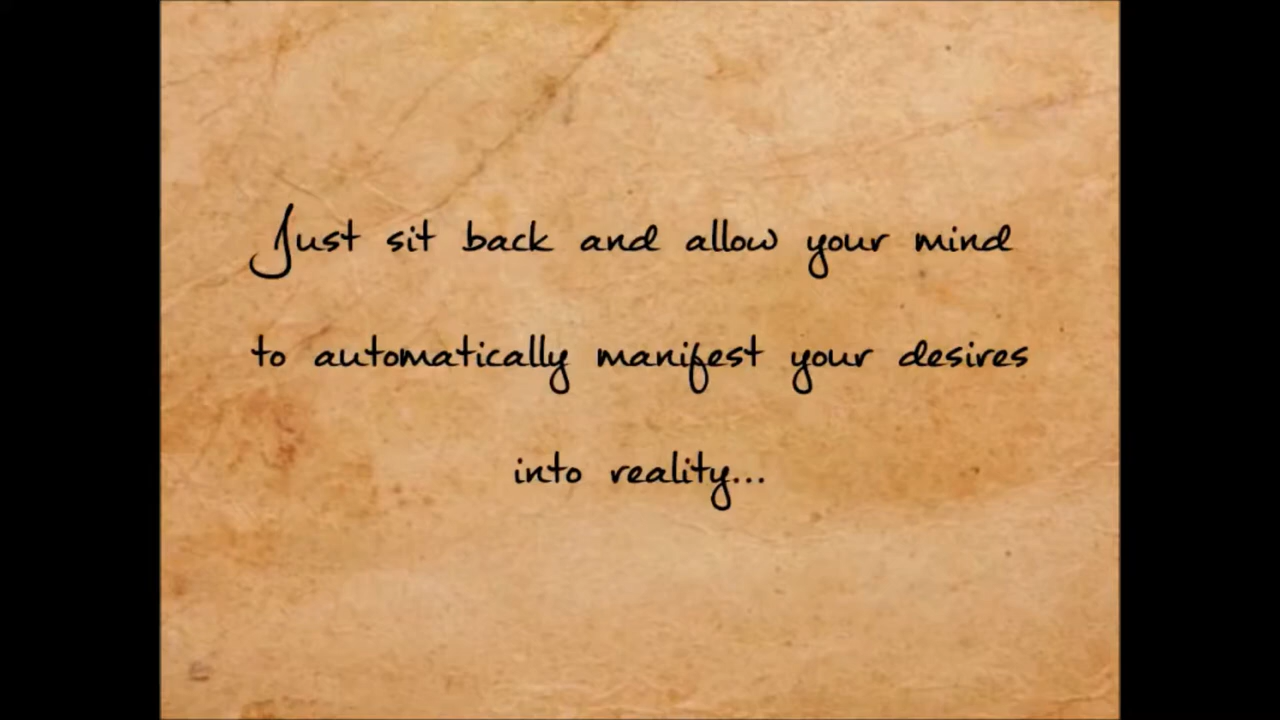 Just sit back and allow your mind
to automatically manifest your desires
into reality...